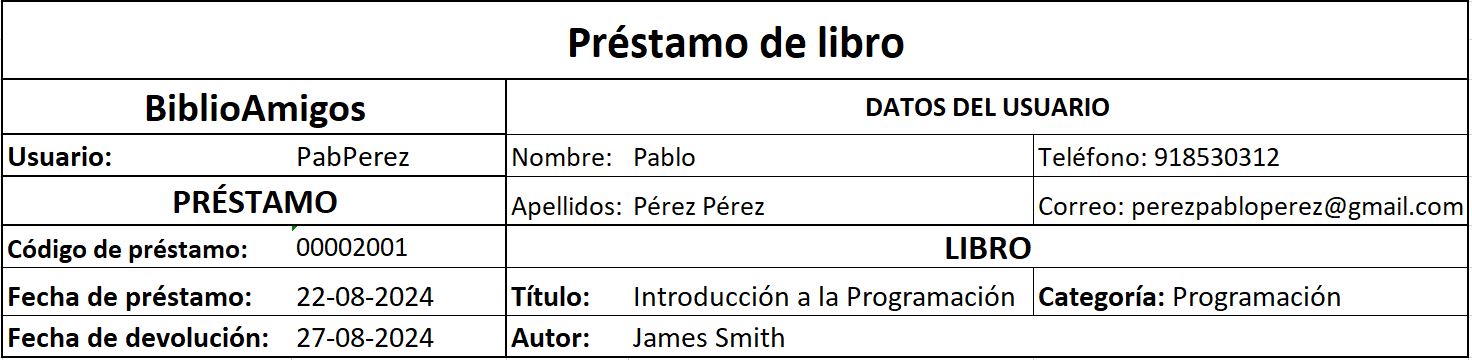 Préstamo de libro
BiblioAmigos
DATOS DEL USUARIO
Usuario: PabPerez
Nombre: Pablo
Teléfono: 918530312
PRÉSTAMO
Apellidos: Pérez Pérez
Correo: perezpabloperez@gmail.com
Código de préstamo: 00002001
LIBRO
Fecha de préstamo: 22-08-2024
Título: Introducción a la Programación
Categoría: Programación
Fecha de devolución: 27-08-2024
Autor: James Smith